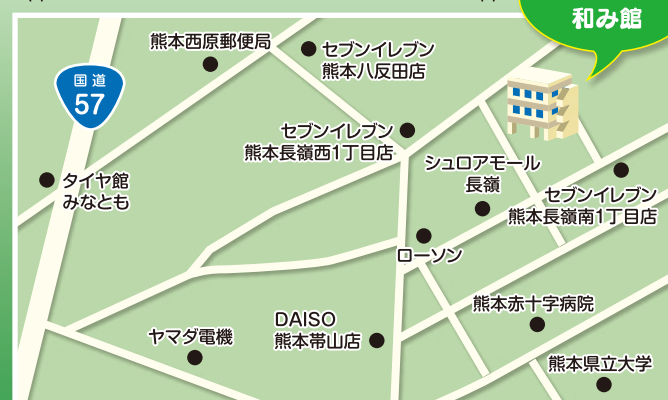 和み館
熊本西原郵便局
セブンイレブン
熊本八反田店
国道
57
セブンイレブン
熊本長嶺西1丁目店
シュロアモール
長嶺
タイヤ館
みなとも
セブンイレブン
熊本長嶺南1丁目店
ローソン
熊本赤十字病院
DAISO
熊本帯山店
ヤマダ電機
熊本県立大学